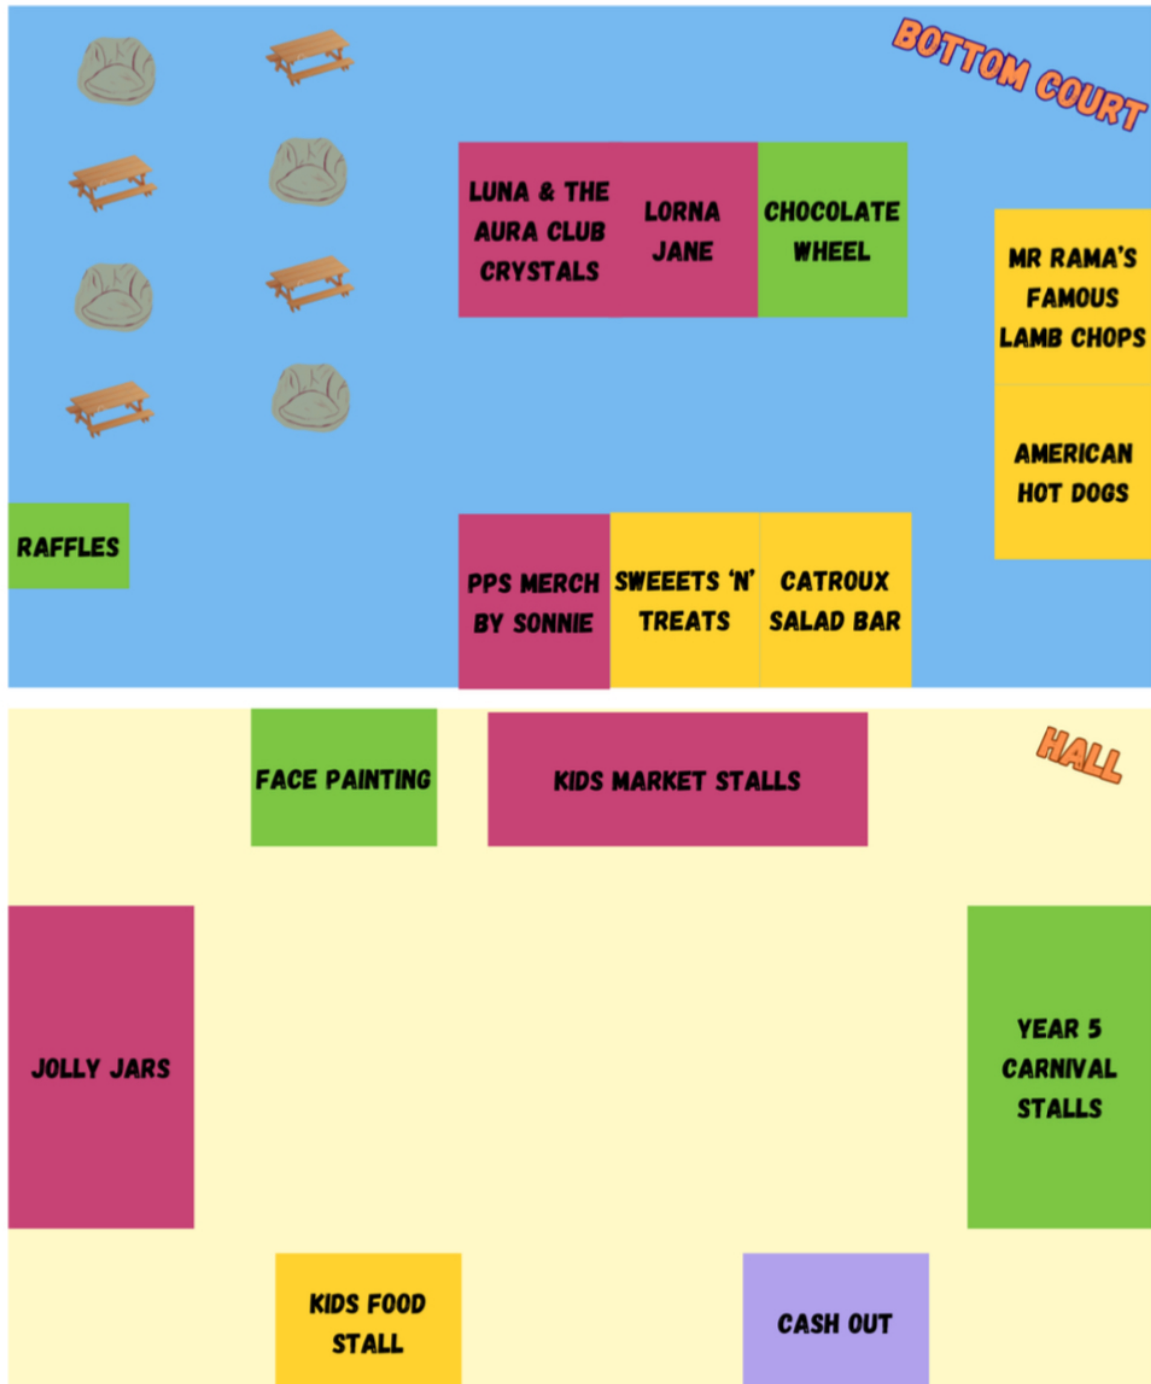 BOTTOM COURT
LUNA & THE
AURA CLUB
CRYSTALS
LORNA
JANE
CHOCOLATE
WHEEL
MR RAMA'S
FAMOUS
LAMB CHOPS
AMERICAN
HOT DOGS
RAFFLES
PPS MERCH
BY SONNIE
SWEEETS 'N'
TREATS
CATROUX
SALAD BAR
HALL
FACE PAINTING
KIDS MARKET STALLS
JOLLY JARS
YEAR 5
CARNIVAL
STALLS
KIDS FOOD
STALL
CASH OUT